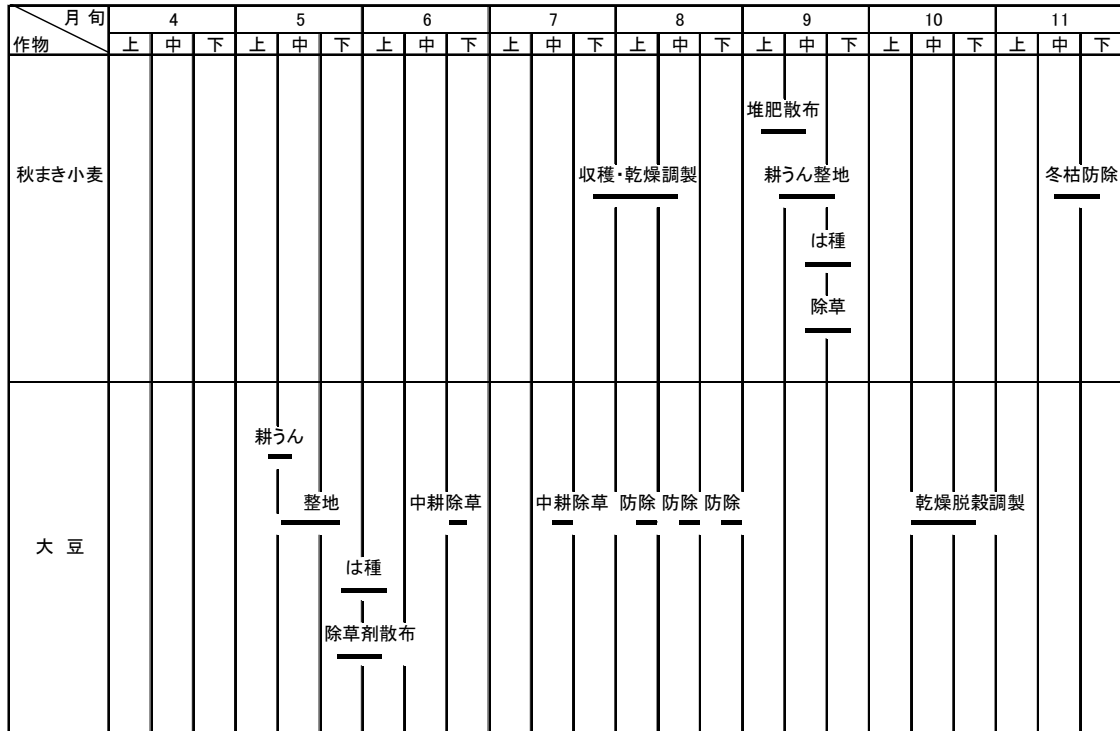 月 旬
作物
4 5 6 7 8 9 10 11
上 中 下 上 中 下 上 中 下 上 中 下 上 中 下 上 中 下 上 中 下 上 中 下
堆肥散布
秋まき小麦 収穫・乾燥調製 耕うん整地 冬枯防除
は種
除草
耕うん
整地 中耕除草 中耕除草 防除 防除 防除 乾燥脱穀調製
大 豆
は種
除草剤散布